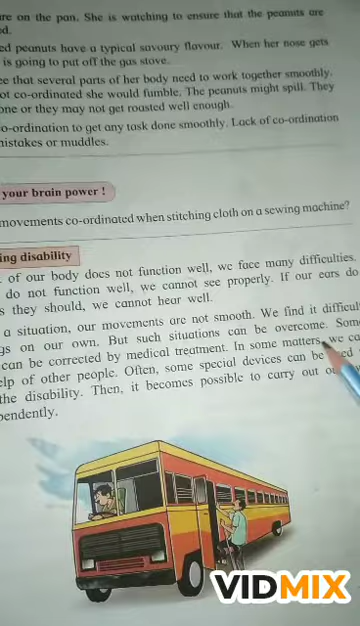 are on the pan. She is watching to ensure that the peanuts are
ed.
ed peanuts have a typical savoury flavour. When her nose gets
is going to put off the gas stove.
ee that several parts of her body need to work together smoothly.
ot co-ordinated she would fumble. The peanuts might spill. They
one or they may not get roasted well enough.
o-ordination to get any task done smoothly. Lack of co-ordination
mistakes or muddles.
your brain power !
movements co-ordinated when stitching cloth on a sewing machine?
ing disability
of our body does not function well, we face many difficulties.
do not function well, we cannot see properly. If our ears do
s they should, we cannot hear well.
a situation, our movements are not smooth. We find it difficul
gs on our own. But such situations can be overcome. Som
can be corrected by medical treatment. In some matters, we ca
elp of other people. Often, some special devices can be
the disability. Then, it becomes possible to carry out
pendently.
VIDMIX